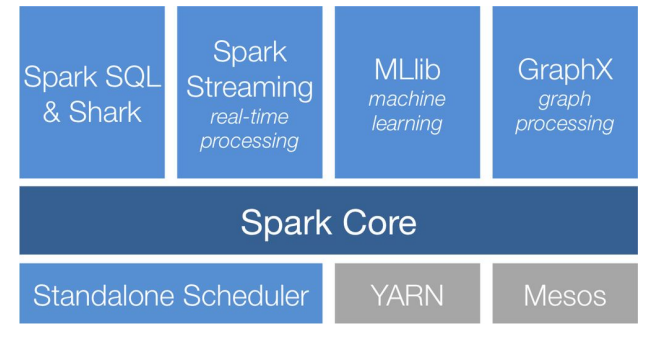 Spark SQL
& Shark
Spark
Streaming
real-time
processing
MLlib
machine
learning
GraphX
graph
processing
Spark Core
Standalone Scheduler
YARN
Mesos